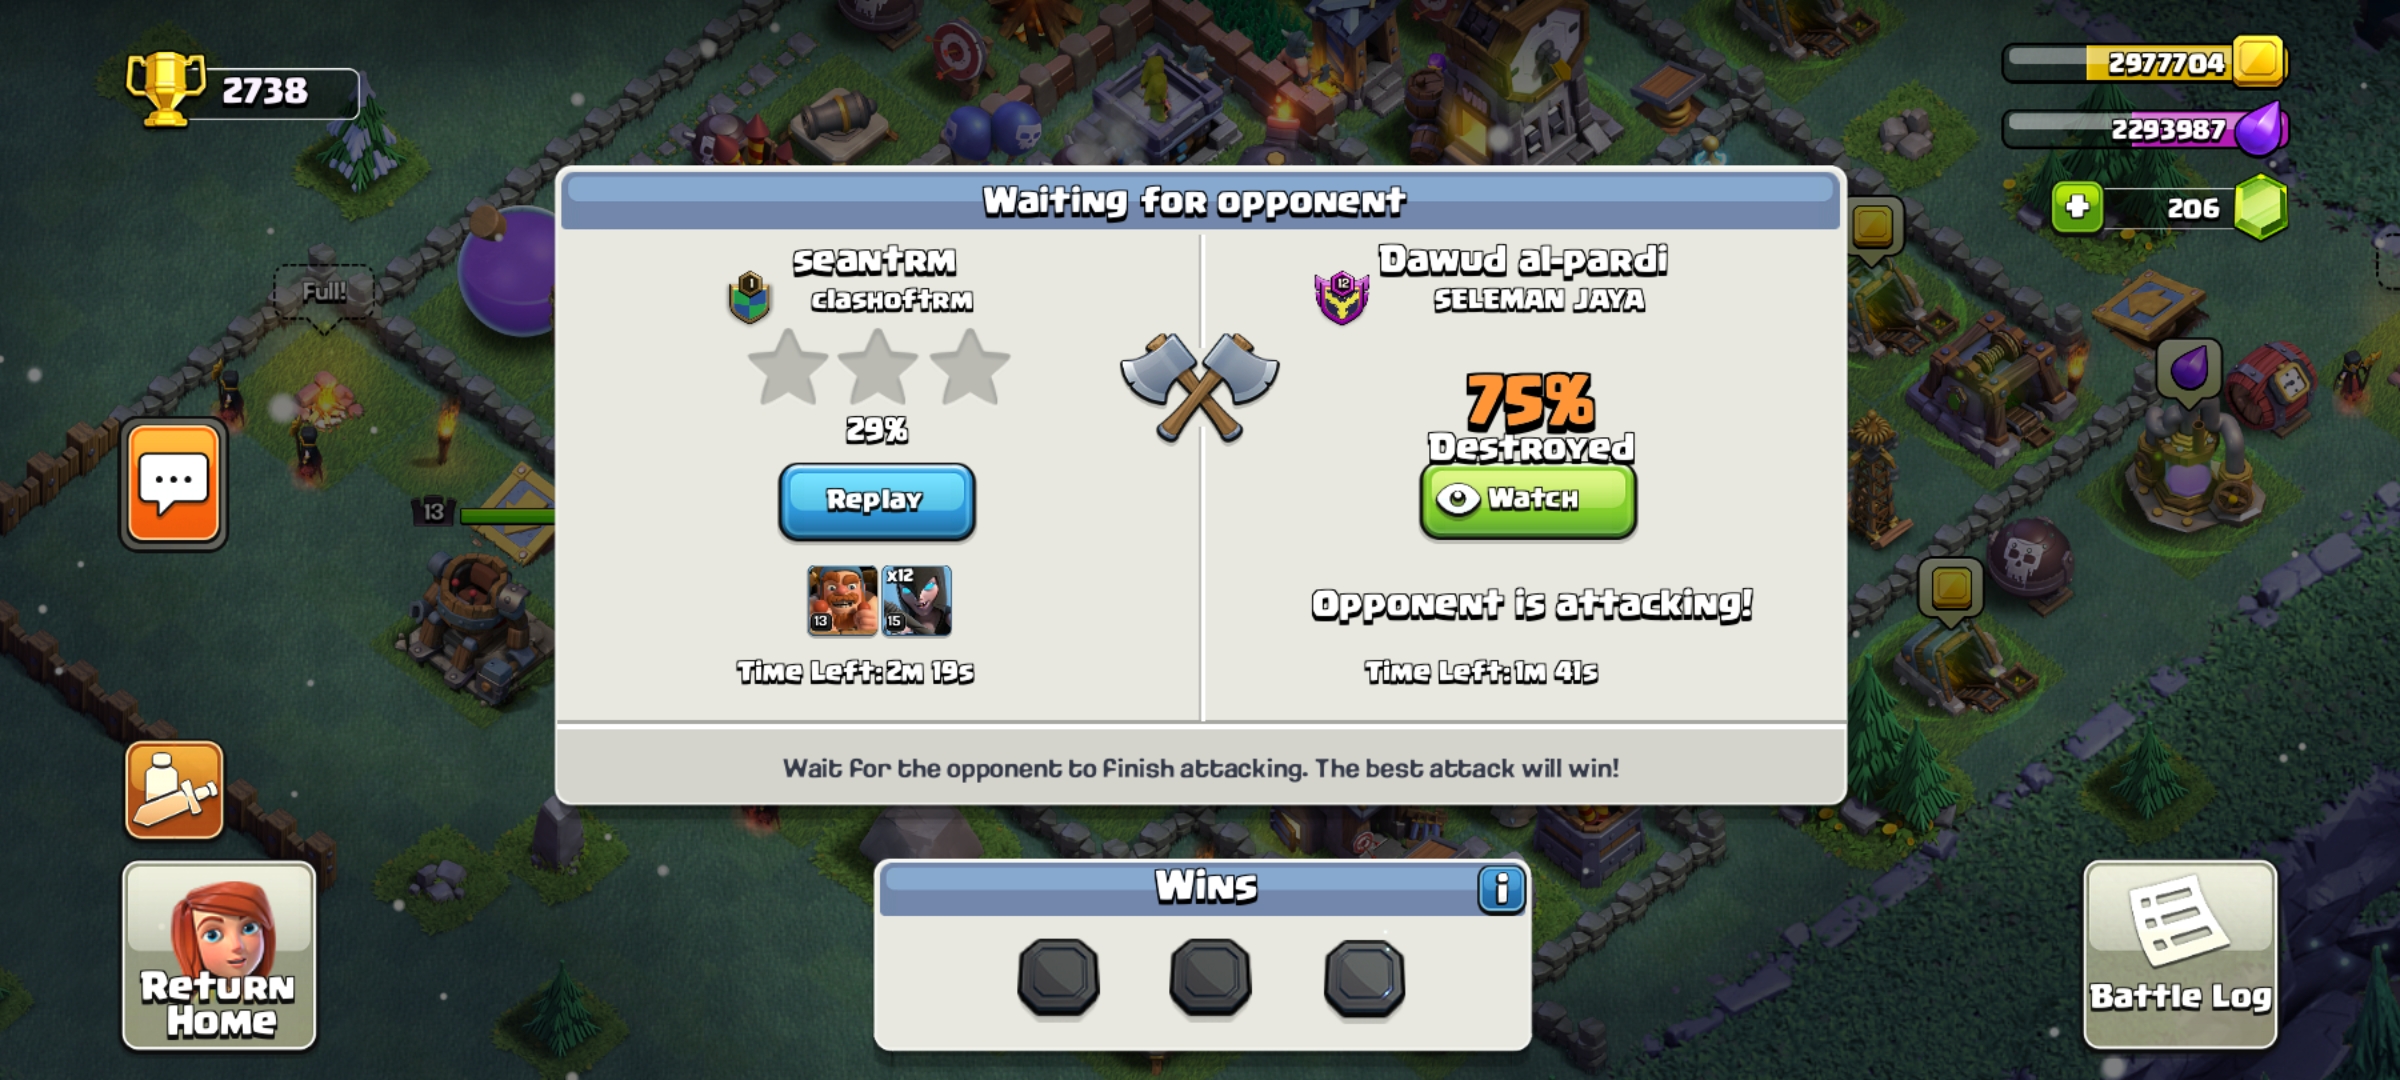 2738
2977704
2293987
206
Full!
13
Waiting for opponent
seantRM
1
clasHoftRM
29%
Replay
13
x12
15
Time Left:2m 19s
Dawud al-pardi
12
SELEMAN JAYA
75%
Destroyed
Watch
Opponent is attacking!
Time Left:1m 41s
Wait for the opponent to finish attacking. The best attack will win!
Wins
i
Return
Home
Battle Log